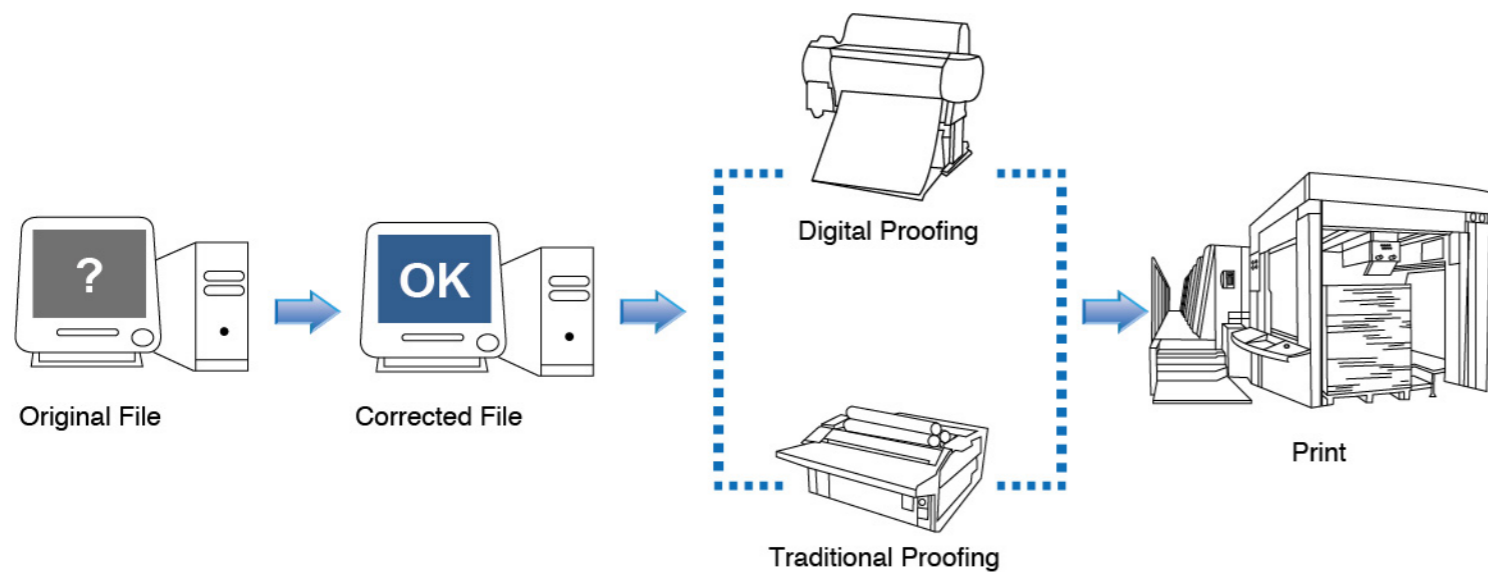 ?
Original File
OK
Corrected File
Digital Proofing
Traditional Proofing
Print